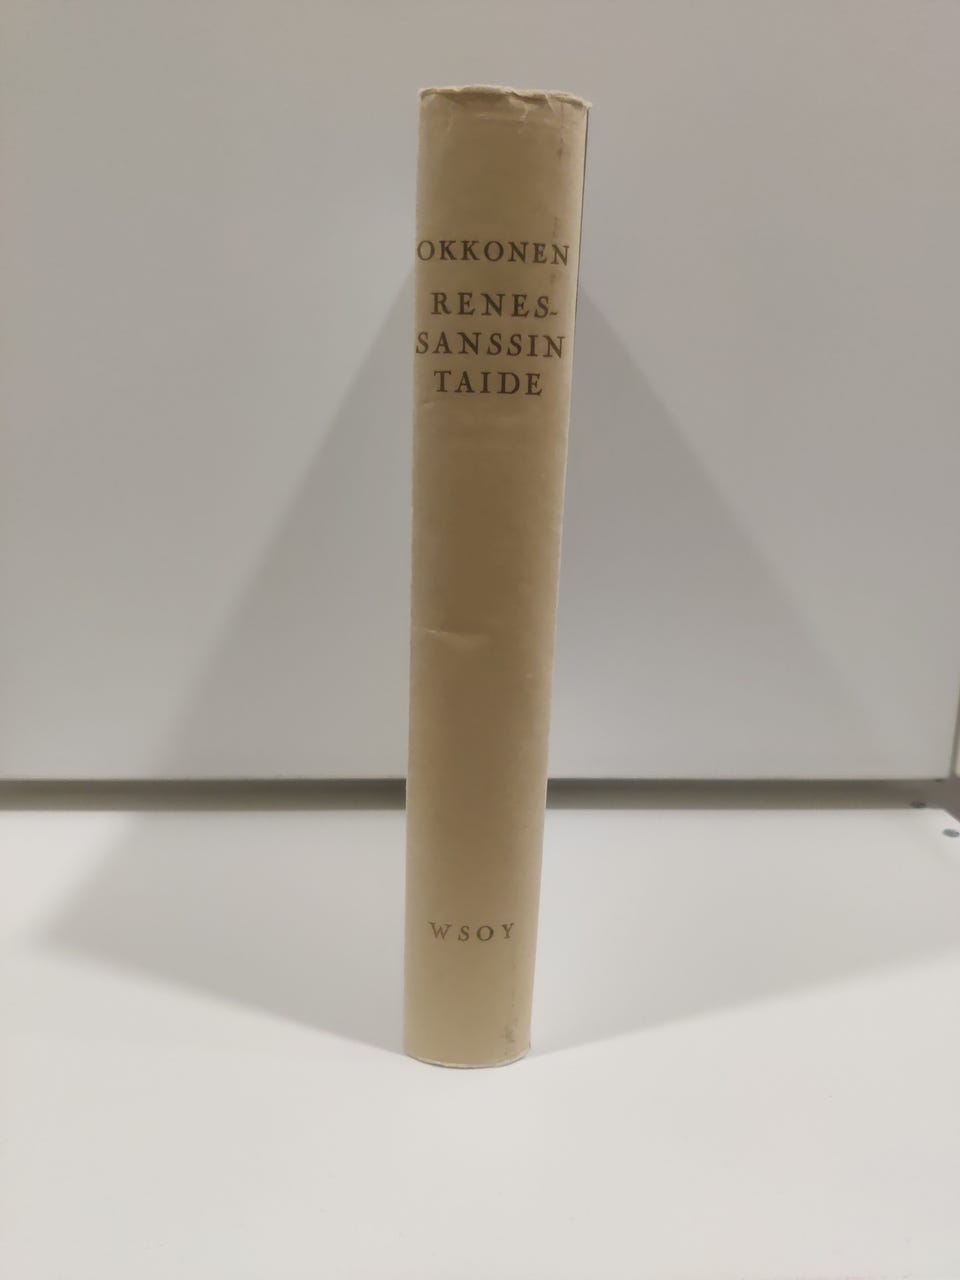 OKKONEN
RENES-
SANSSIN
TAIDE
WSOY